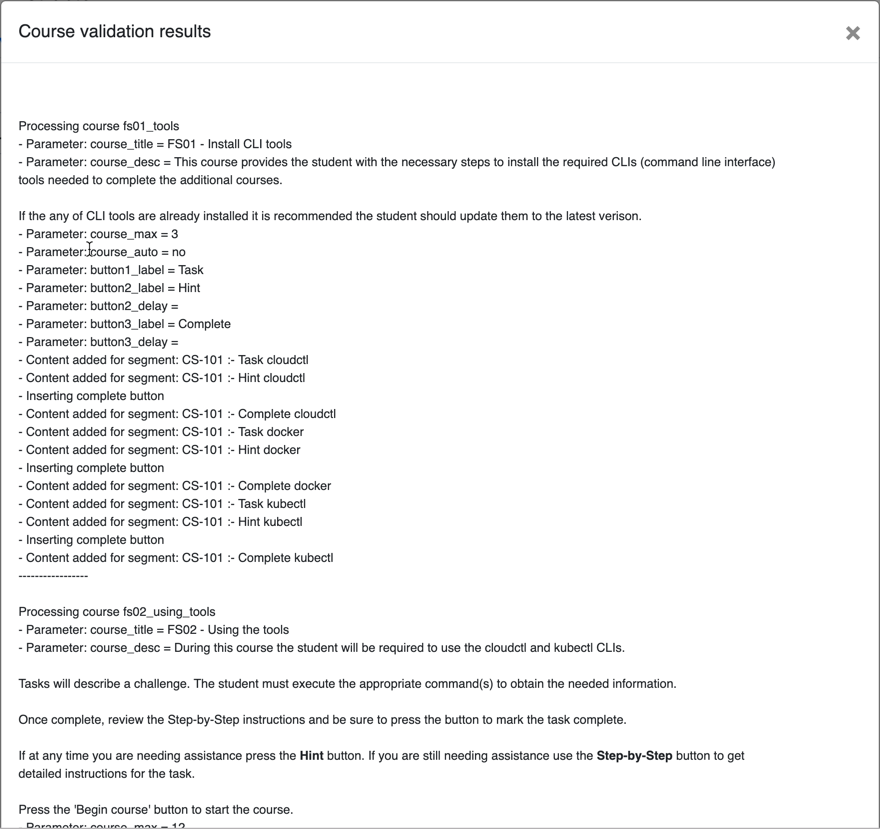 Course validation results
×
Processing course fs01_tools
- Parameter: course_title = FS01 - Install CLI tools
- Parameter: course_desc = This course provides the student with the necessary steps to install the required CLIs (command line interface)
tools needed to complete the additional courses.
If the any of CLI tools are already installed it is recommended the student should update them to the latest verison.
- Parameter: course_max = 3
- Parameter: course_auto = no
- Parameter: button1_label = Task
- Parameter: button2_label = Hint
- Parameter: button2_delay =
- Parameter: button3_label = Complete
- Parameter: button3_delay =
- Content added for segment: CS-101 :- Task cloudctl
- Content added for segment: CS-101 :- Hint cloudctl
- Inserting complete button
- Content added for segment: CS-101 :- Complete cloudctl
- Content added for segment: CS-101 :- Task docker
- Content added for segment: CS-101 :- Hint docker
- Inserting complete button
- Content added for segment: CS-101 :- Complete docker
- Content added for segment: CS-101 :- Task kubectl
- Content added for segment: CS-101 :- Hint kubectl
- Inserting complete button
- Content added for segment: CS-101 :- Complete kubectl
-----------------
Processing course fs02_using_tools
- Parameter: course_title = FS02 - Using the tools
- Parameter: course_desc = During this course the student will be required to use the cloudctl and kubectl CLIs.
Tasks will describe a challenge. The student must execute the appropriate command(s) to obtain the needed information.
Once complete, review the Step-by-Step instructions and be sure to press the button to mark the task complete.
If at any time you are needing assistance press the Hint button. If you are still needing assistance use the Step-by-Step button to get
detailed instructions for the task.
Press the 'Begin course' button to start the course.
- Parameter: course_max = 12